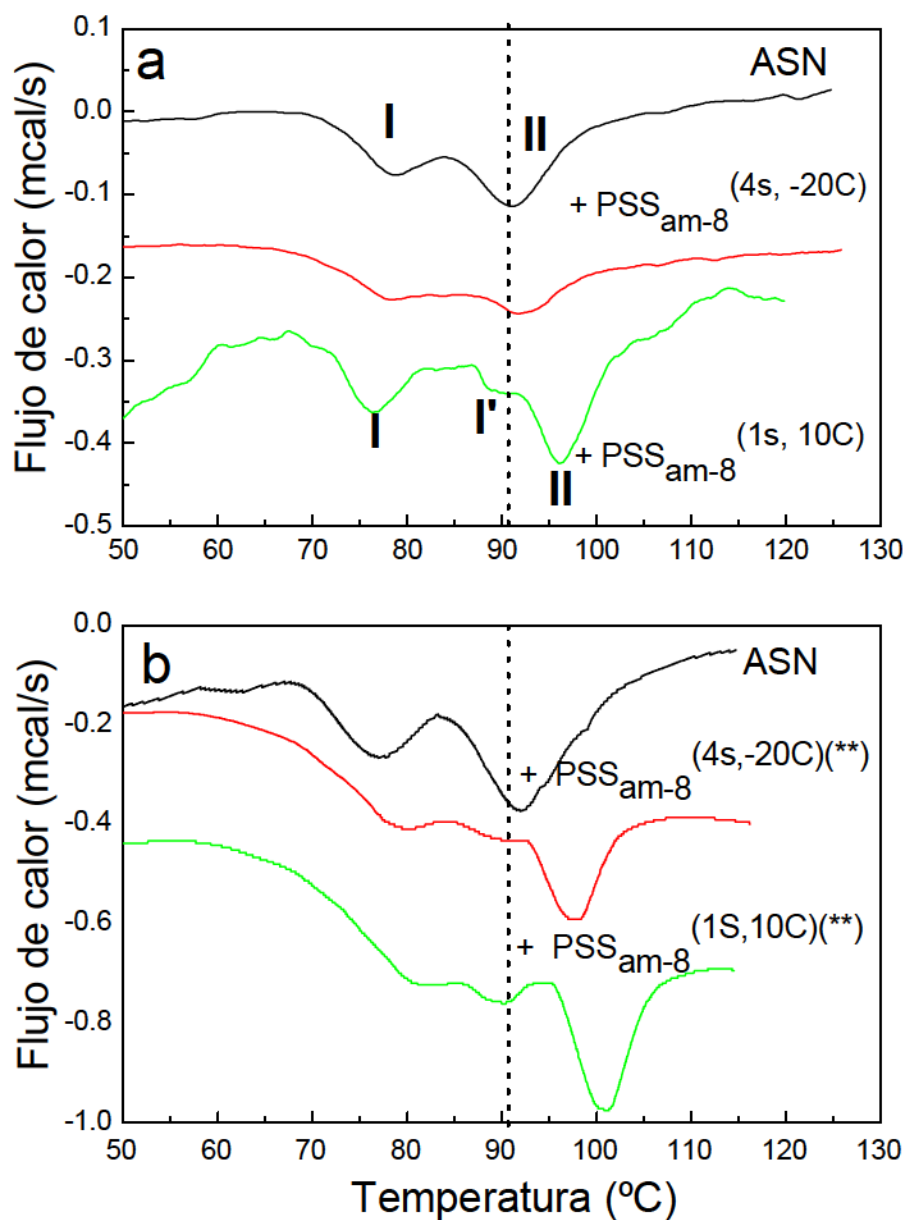 a
ASN
I
II
+ PSSam-8(4s, -20C)
I
I'
II
+ PSSam-8(1s, 10C)
Flujo de calor (mcal/s)
0.1
0.0
-0.1
-0.2
-0.3
-0.4
-0.5
50 60 70 80 90 100 110 120 130
b
ASN
+ PSSam-8(4s,-20C)(**)
+ PSSam-8(1S,10C)(**)
Flujo de calor (mcal/s)
0.0
-0.2
-0.4
-0.6
-0.8
-1.0
50 60 70 80 90 100 110 120 130
Temperatura (ºC)